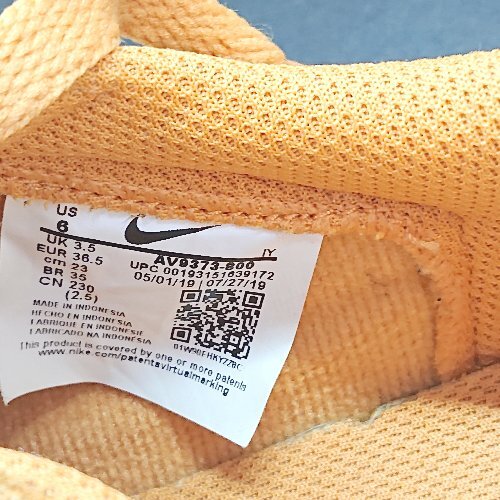 US
6
IY
UK 3.5
EUR 36.5
cm 23
BR 35
CN 230
(2.5)
AV9373-800
UPC 00193151639172
05/01/19 | 07/27/19
MADE IN INDONESIA
HECHO EN INDONESIA
FABRIQUE EN INDONESIE
FABRICADO NA INDONESIA
This product is covered by one or more patents
www.nike.com/patentsvirtualmarking